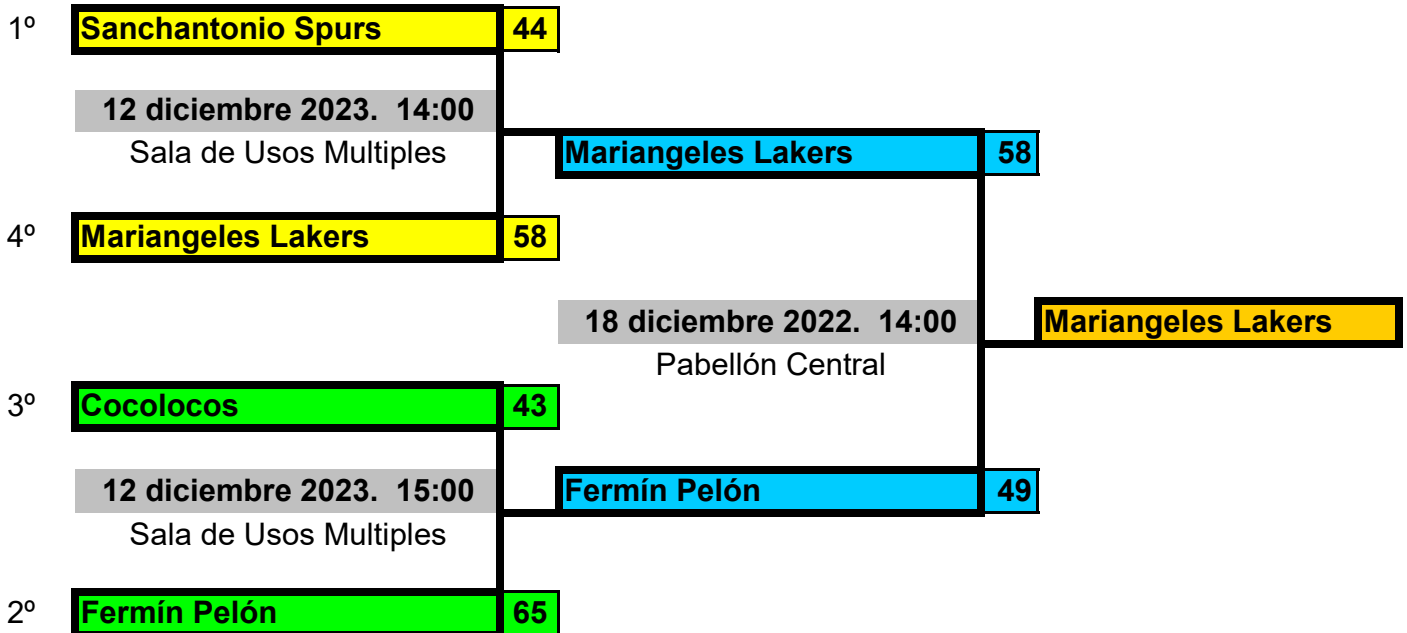 1º Sanchantonio Spurs 44
12 diciembre 2023. 14:00
Sala de Usos Multiples
Mariangeles Lakers 58
4º Mariangeles Lakers 58
18 diciembre 2022. 14:00
Mariangeles Lakers
Pabellón Central
3º Cocolocos 43
12 diciembre 2023. 15:00
Fermín Pelón 49
Sala de Usos Multiples
2º Fermín Pelón 65